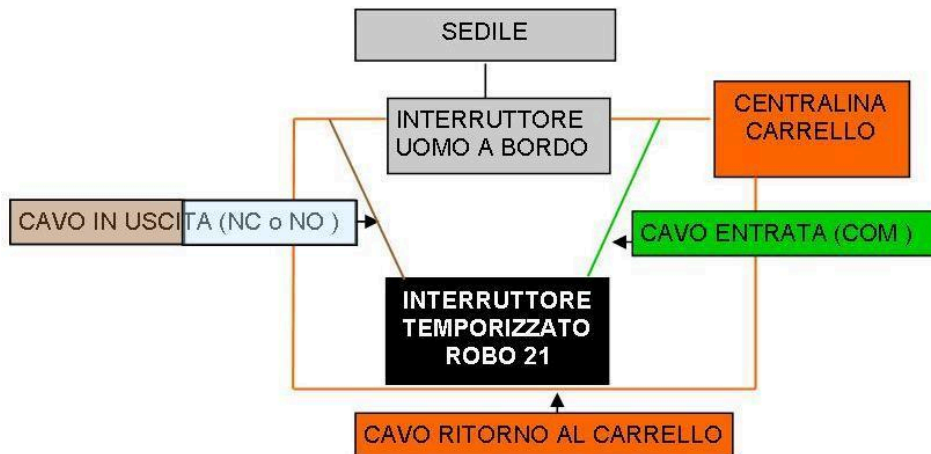 SEDILE
INTERRUTTORE
UOMO A BORDO
CENTRALINA
CARRELLO
CAVO IN USCITA (NC o NO )
CAVO ENTRATA (COM )
INTERRUTTORE
TEMPORIZZATO
ROBO 21
CAVO RITORNO AL CARRELLO